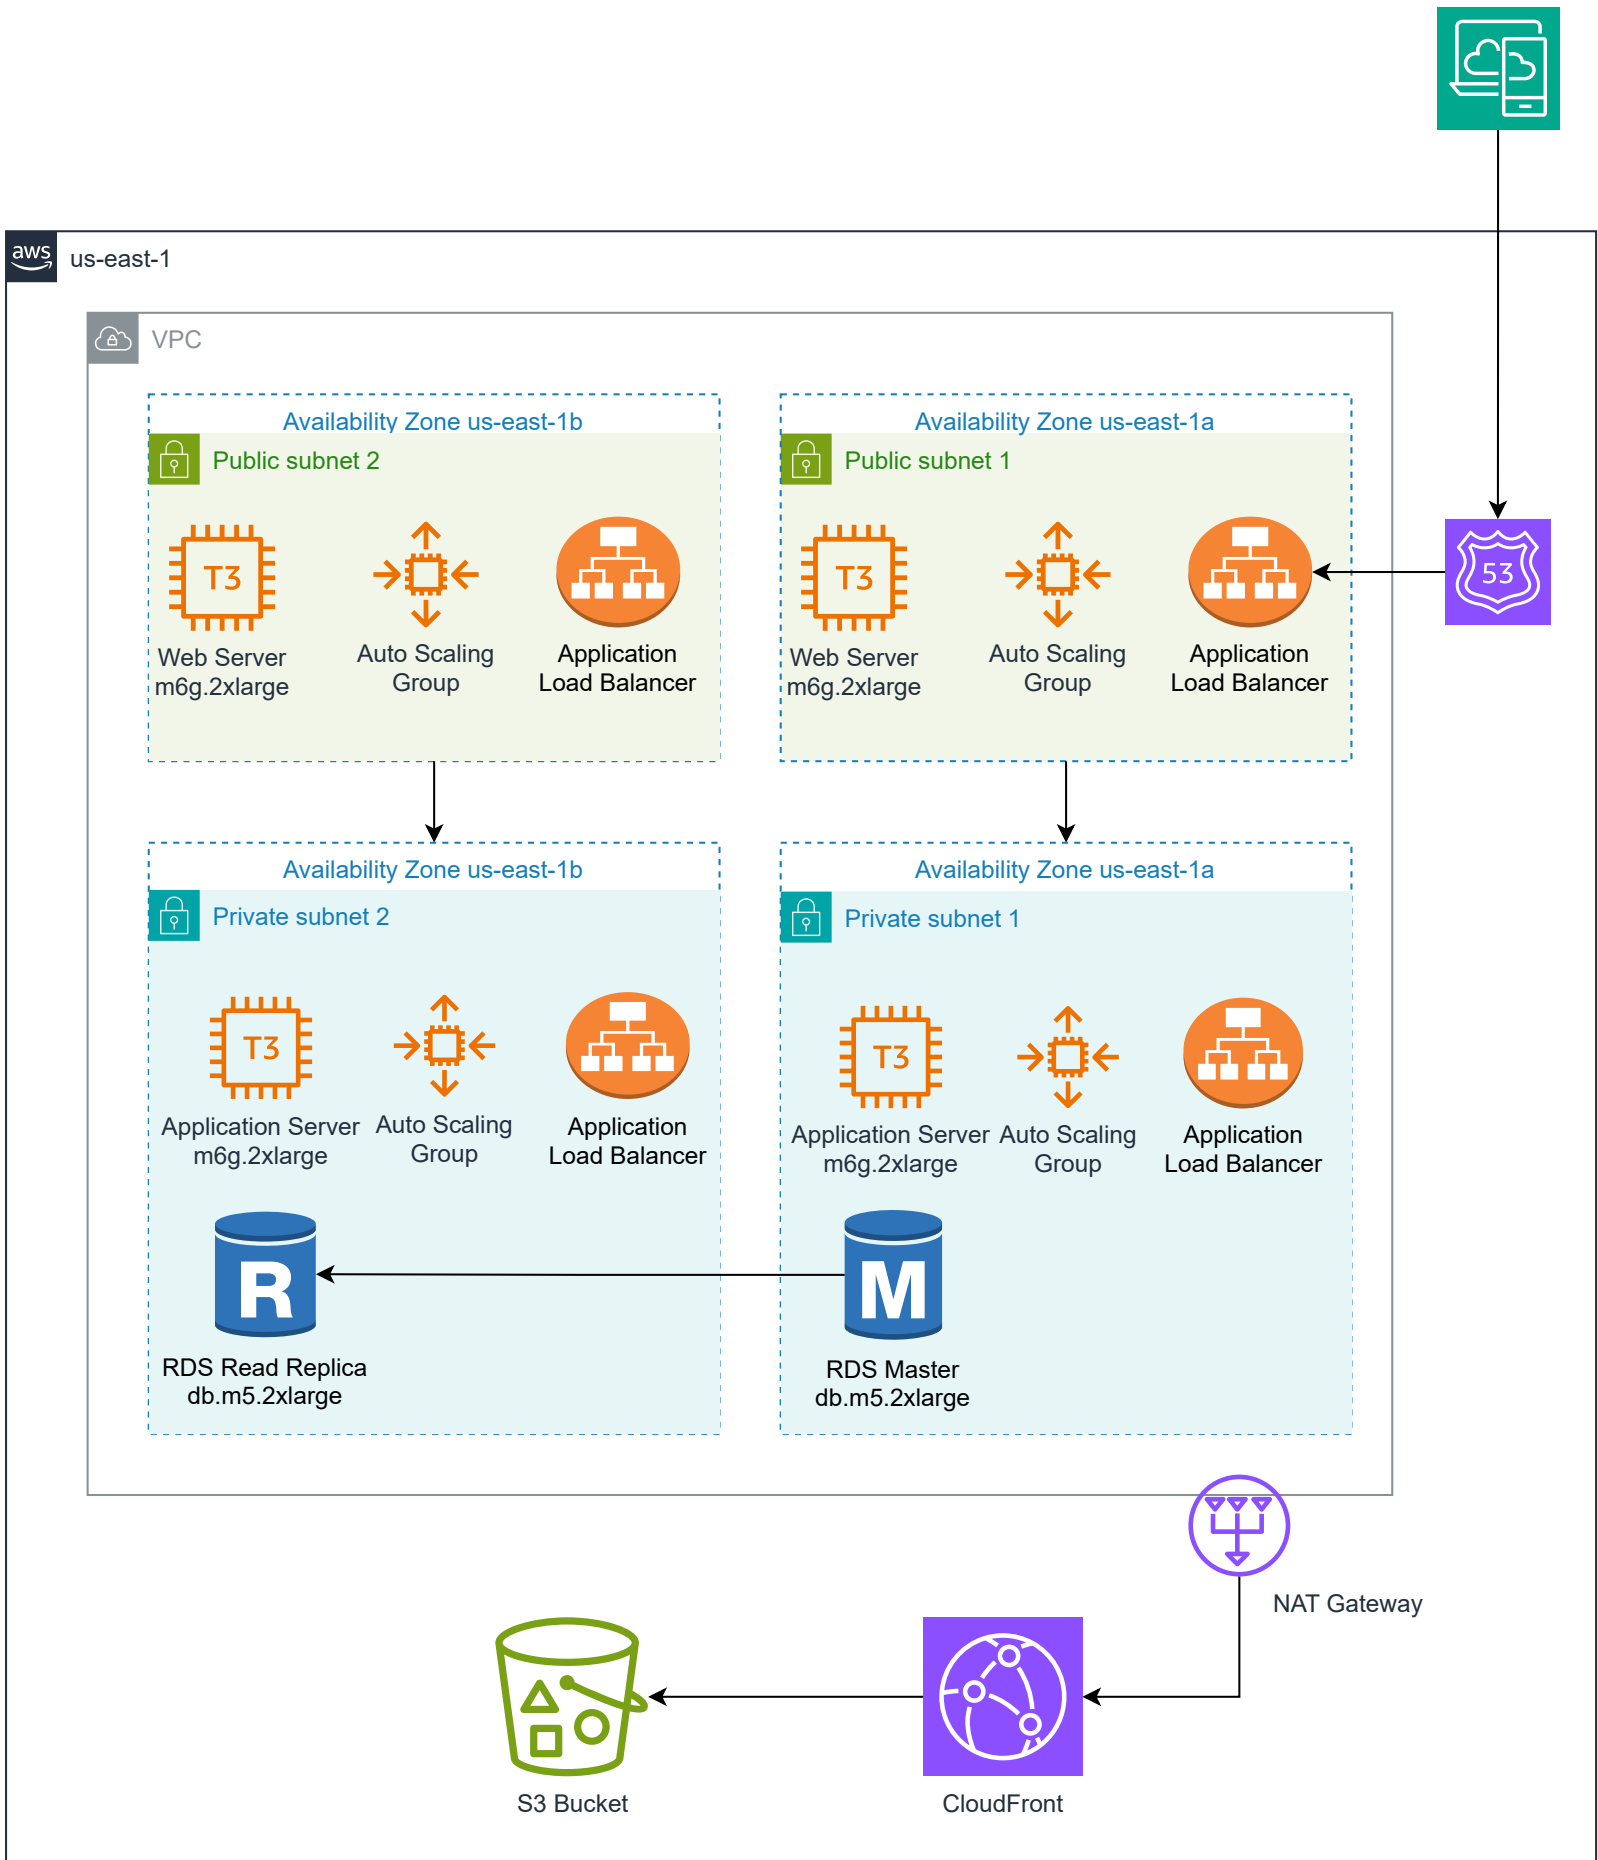 aws
us-east-1
VPC
Availability Zone us-east-1b
Public subnet 2
T3
Web Server
m6g.2xlarge
Auto Scaling
Group
Application
Load Balancer
Availability Zone us-east-1a
Public subnet 1
T3
Web Server
m6g.2xlarge
Auto Scaling
Group
Application
Load Balancer
53
Availability Zone us-east-1b
Private subnet 2
T3
Application Server
m6g.2xlarge
Auto Scaling
Group
Application
Load Balancer
R
RDS Read Replica
db.m5.2xlarge
Availability Zone us-east-1a
Private subnet 1
T3
Application Server
m6g.2xlarge
Auto Scaling
Group
Application
Load Balancer
M
RDS Master
db.m5.2xlarge
NAT Gateway
S3 Bucket
CloudFront